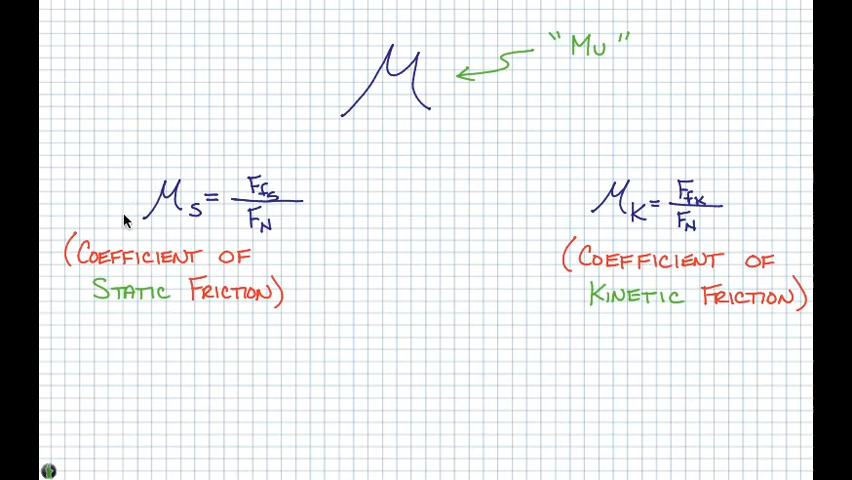 μ "Mu"
μs = Ffs / FN
(COEFFICIENT OF
STATIC FRICTION)
μK = FfK / FN
(COEFFICIENT OF
KINETIC FRICTION)